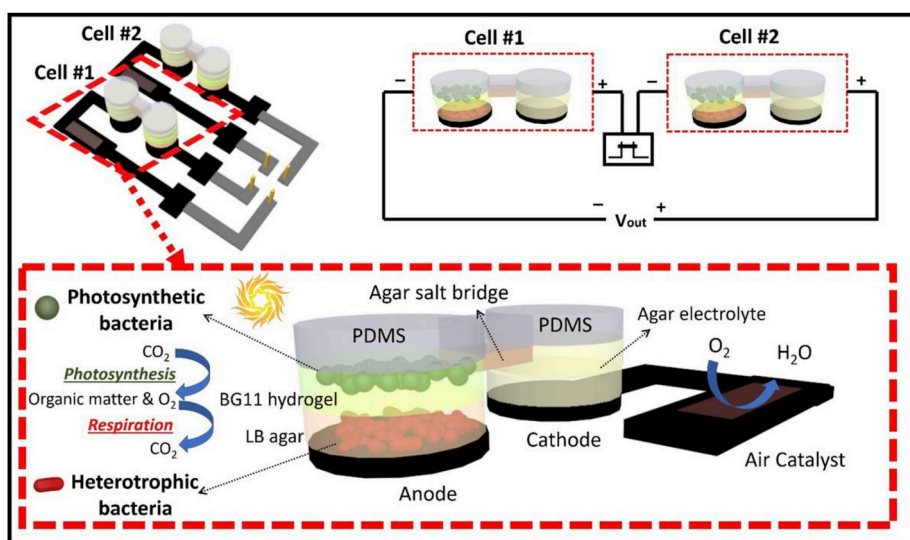 Cell #2
Cell #1
Cell #1
Cell #2
−
+
−
+
−
V_out
+
Photosynthetic
bacteria
CO₂
Photosynthesis
Organic matter & O₂
Respiration
CO₂
Heterotrophic
bacteria
PDMS
BG11 hydrogel
LB agar
Anode
Agar salt bridge
PDMS
Cathode
Agar electrolyte
O₂
H₂O
Air Catalyst